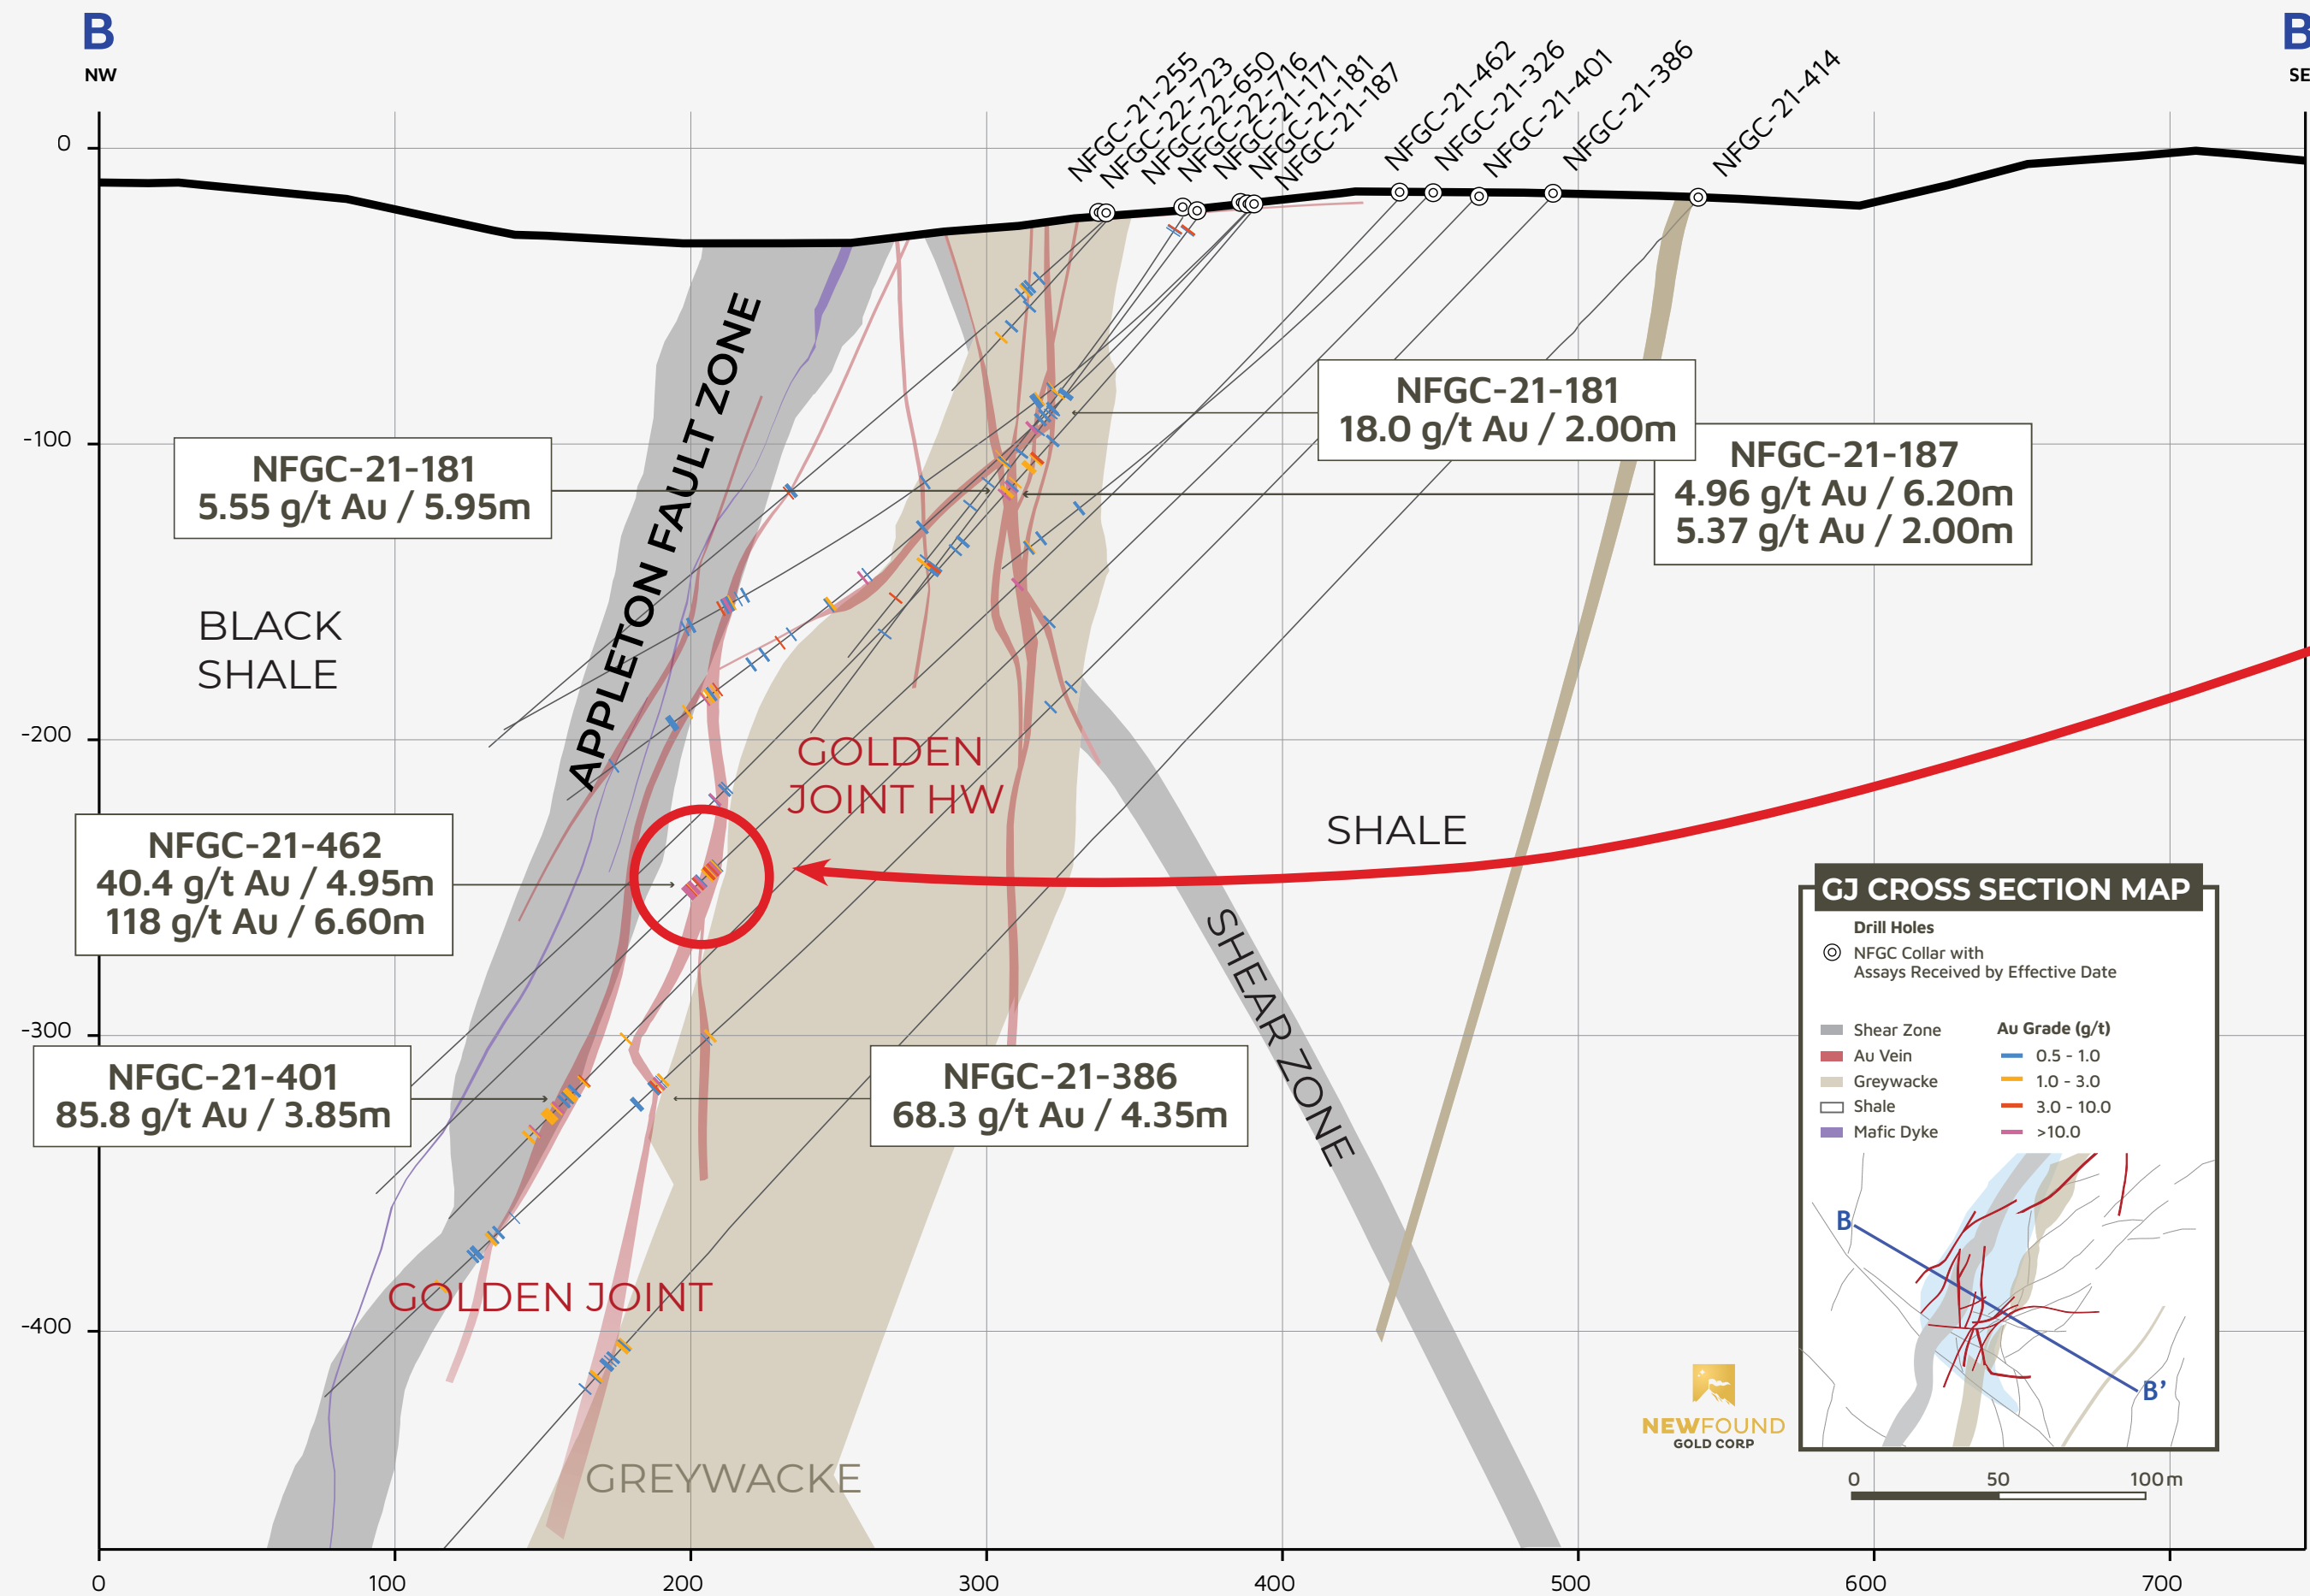 B
NW
B
SE
NFGC-21-255
NFGC-22-723
NFGC-22-650
NFGC-22-716
NFGC-21-171
NFGC-21-181
NFGC-21-187
NFGC-21-462
NFGC-21-326
NFGC-21-401
NFGC-21-386
NFGC-21-414
0
-100
-200
-300
-400
APPLETON FAULT ZONE
NFGC-21-181
18.0 g/t Au / 2.00m
NFGC-21-187
4.96 g/t Au / 6.20m
5.37 g/t Au / 2.00m
NFGC-21-181
5.55 g/t Au / 5.95m
BLACK
SHALE
GOLDEN
JOINT HW
SHALE
NFGC-21-462
40.4 g/t Au / 4.95m
118 g/t Au / 6.60m
SHEAR ZONE
NFGC-21-401
85.8 g/t Au / 3.85m
NFGC-21-386
68.3 g/t Au / 4.35m
GOLDEN JOINT
GREYWACKE
GJ CROSS SECTION MAP
Drill Holes
NFGC Collar with
Assays Received by Effective Date
Shear Zone
Au Vein
Greywacke
Shale
Mafic Dyke
Au Grade (g/t)
0.5 - 1.0
1.0 - 3.0
3.0 - 10.0
>10.0
B
B’
NEWFOUND
GOLD CORP
0 50 100m
0 100 200 300 400 500 600 700